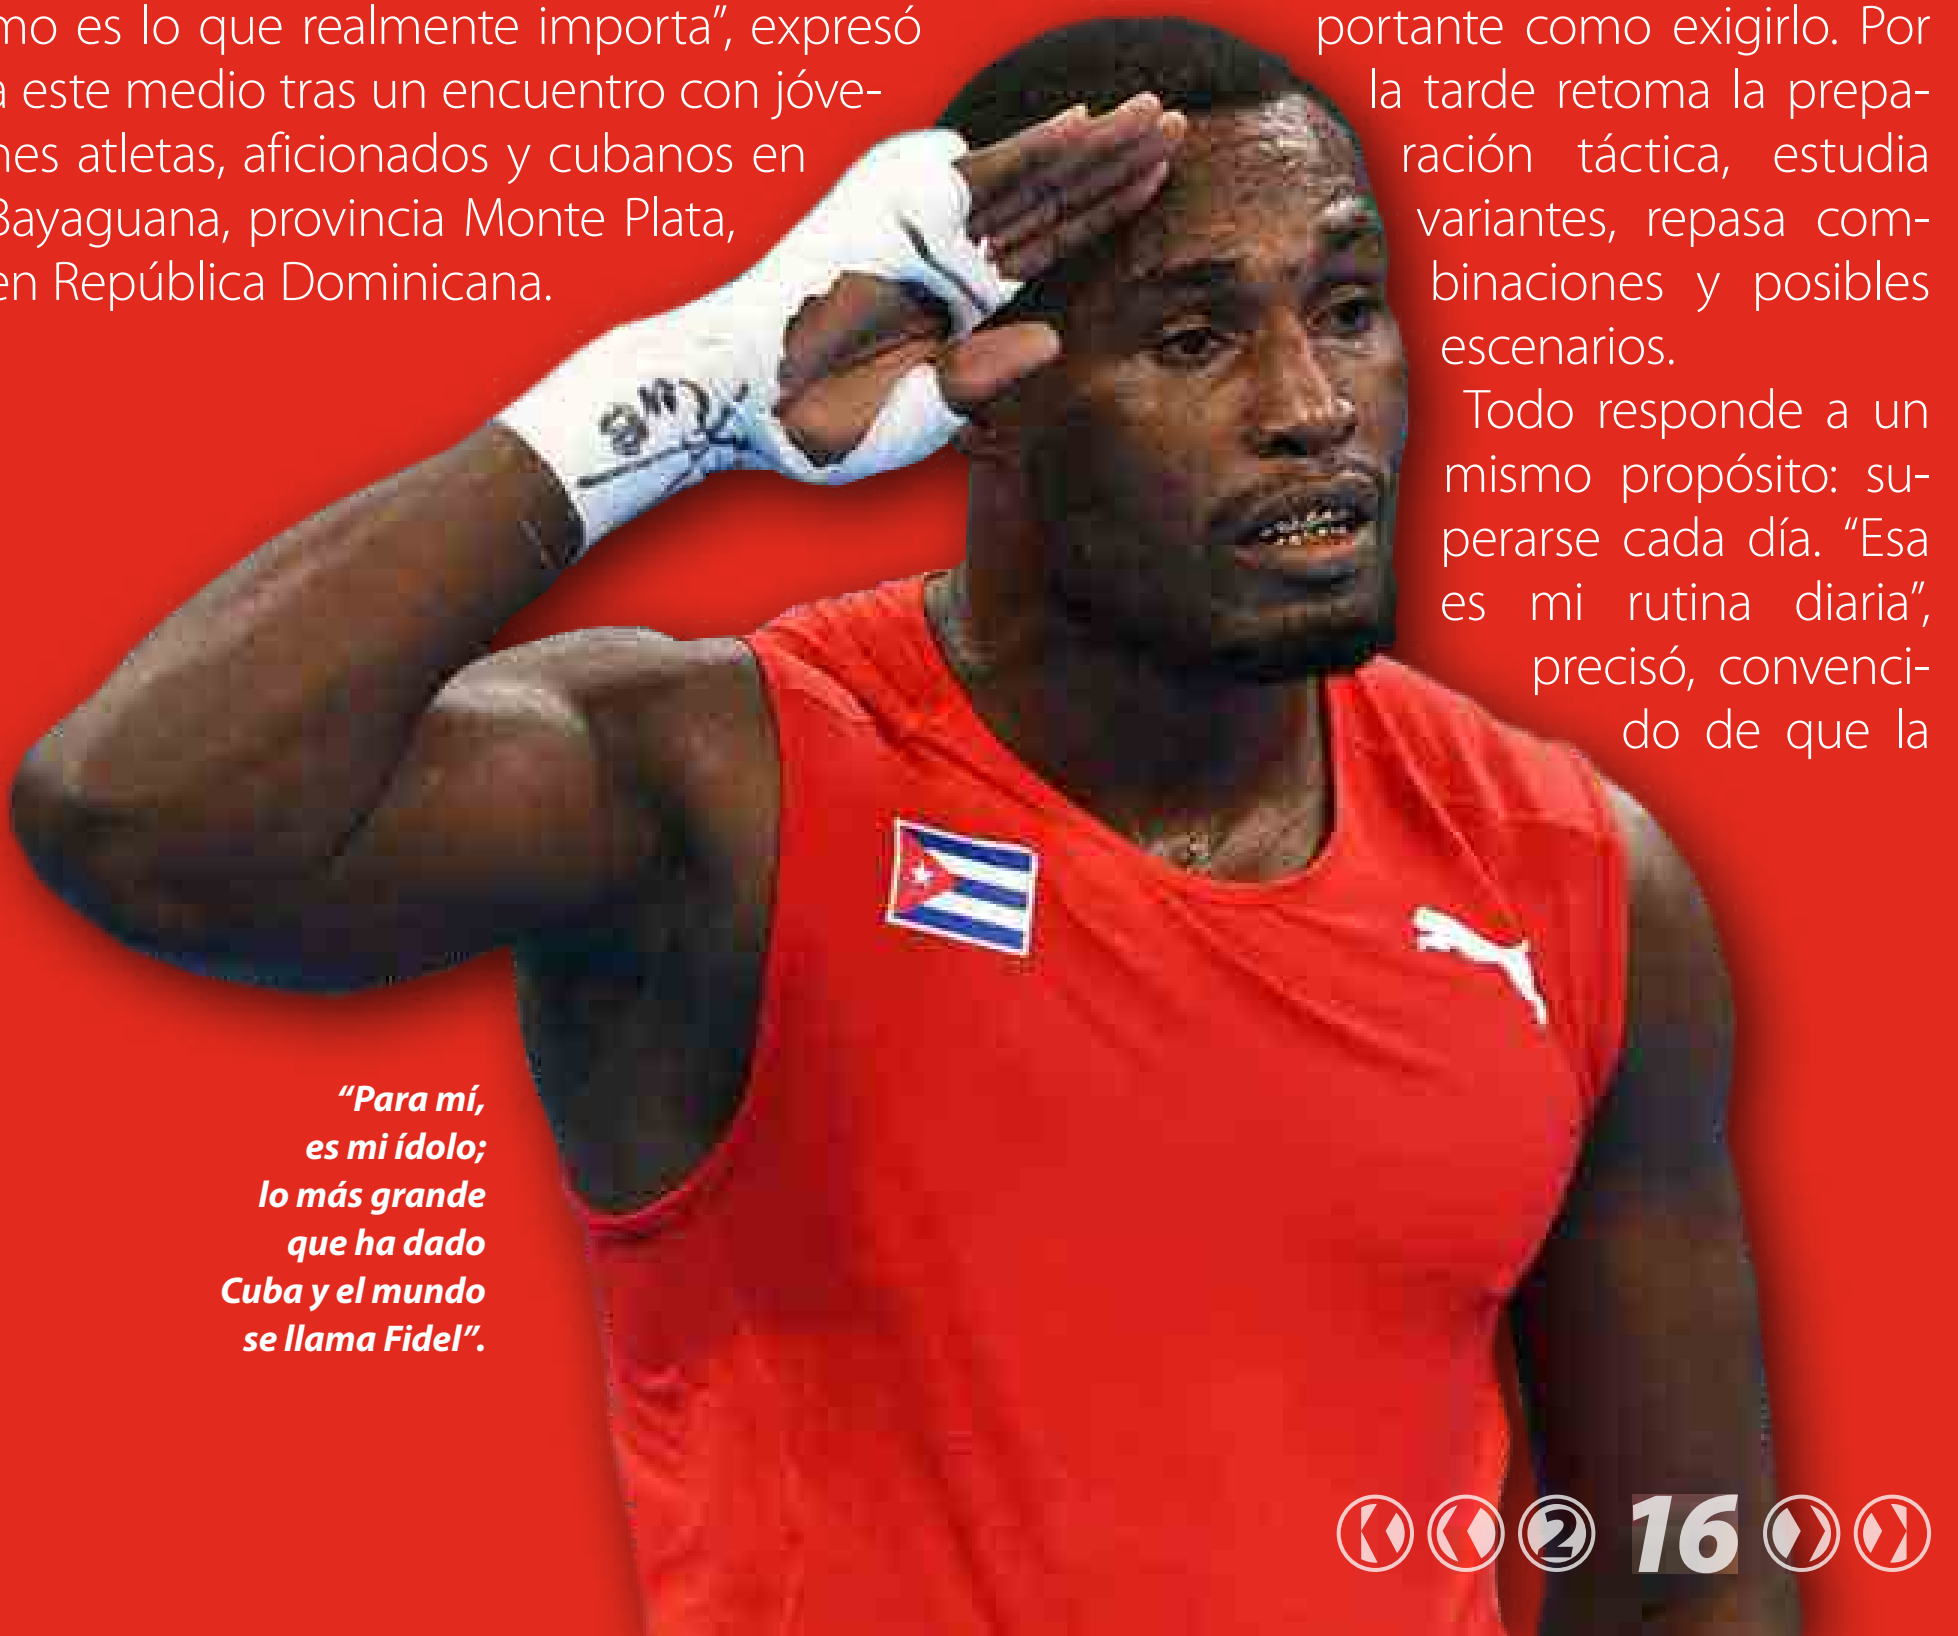 mo es lo que realmente importa”, expresó
a este medio tras un encuentro con jóve-
nes atletas, aficionados y cubanos en
Bayaguana, provincia Monte Plata,
en República Dominicana.
portante como exigirlo. Por
la tarde retoma la prepa-
ración táctica, estudia
variantes, repasa com-
binaciones y posibles
escenarios.
Todo responde a un
mismo propósito: su-
perarse cada día. “Esa
es mi rutina diaria”,
precisó, convenci-
do de que la
“Para mí,
es mi ídolo;
lo más grande
que ha dado
Cuba y el mundo
se llama Fidel”.
2 16